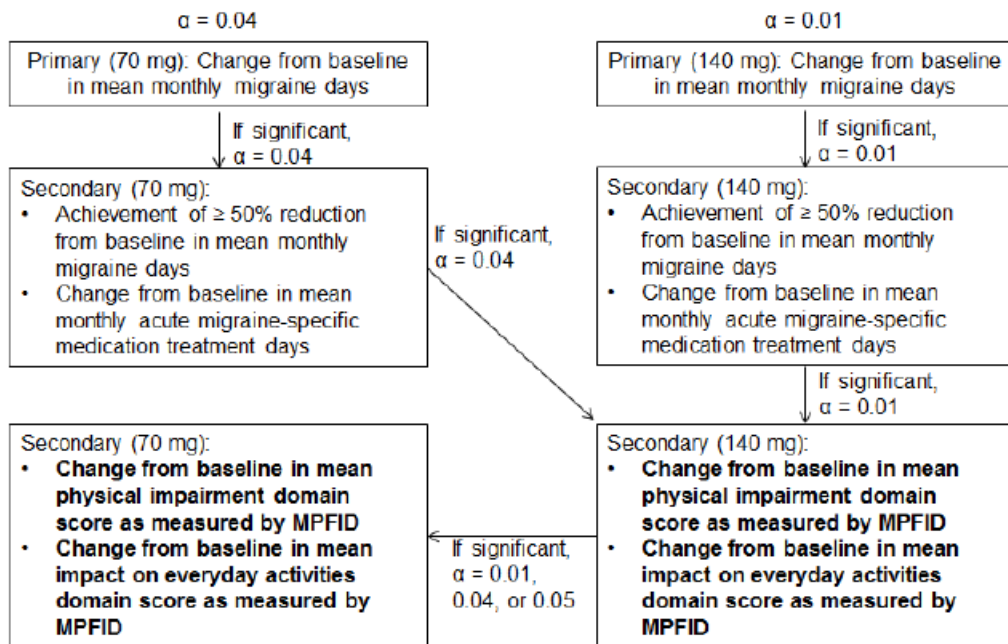 α = 0.04
Primary (70 mg): Change from baseline
in mean monthly migraine days
If significant,
α = 0.04
Secondary (70 mg):
• Achievement of ≥ 50% reduction
from baseline in mean monthly
migraine days
• Change from baseline in mean
monthly acute migraine-specific
medication treatment days
If significant,
α = 0.04
α = 0.01
Primary (140 mg): Change from baseline
in mean monthly migraine days
If significant,
α = 0.01
Secondary (140 mg):
• Achievement of ≥ 50% reduction
from baseline in mean monthly
migraine days
• Change from baseline in mean
monthly acute migraine-specific
medication treatment days
If significant,
α = 0.01
Secondary (140 mg):
• Change from baseline in mean
physical impairment domain
score as measured by MPFID
• Change from baseline in mean
impact on everyday activities
domain score as measured by
MPFID
If significant,
α = 0.01,
0.04, or 0.05
Secondary (70 mg):
• Change from baseline in mean
physical impairment domain
score as measured by MPFID
• Change from baseline in mean
impact on everyday activities
domain score as measured by
MPFID